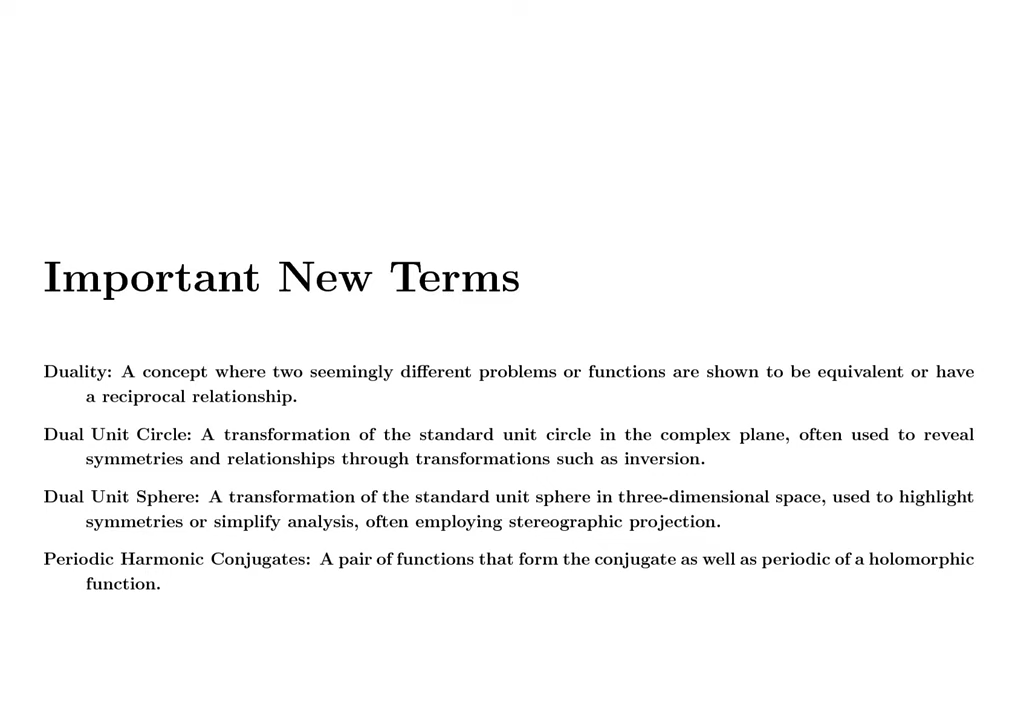 Important New Terms
Duality: A concept where two seemingly different problems or functions are shown to be equivalent or have
a reciprocal relationship.
Dual Unit Circle: A transformation of the standard unit circle in the complex plane, often used to reveal
symmetries and relationships through transformations such as inversion.
Dual Unit Sphere: A transformation of the standard unit sphere in three-dimensional space, used to highlight
symmetries or simplify analysis, often employing stereographic projection.
Periodic Harmonic Conjugates: A pair of functions that form the conjugate as well as periodic of a holomorphic
function.